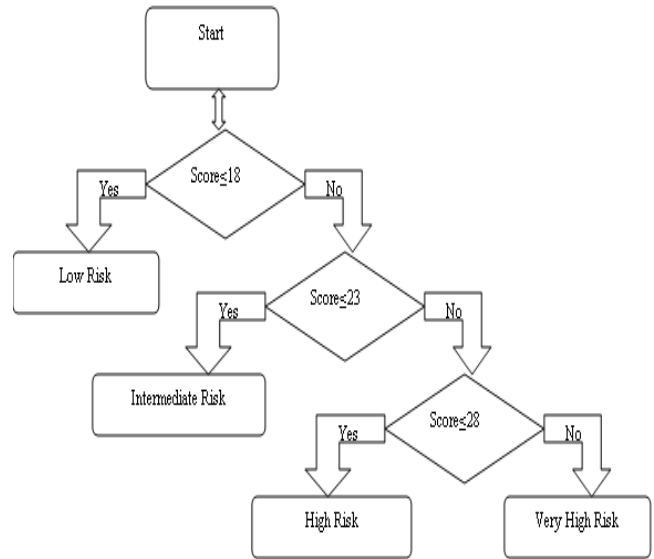 Start
Score≤18
Yes
No
Low Risk
Score≤23
Yes
No
Intermediate Risk
Score≤28
Yes
No
High Risk
Very High Risk